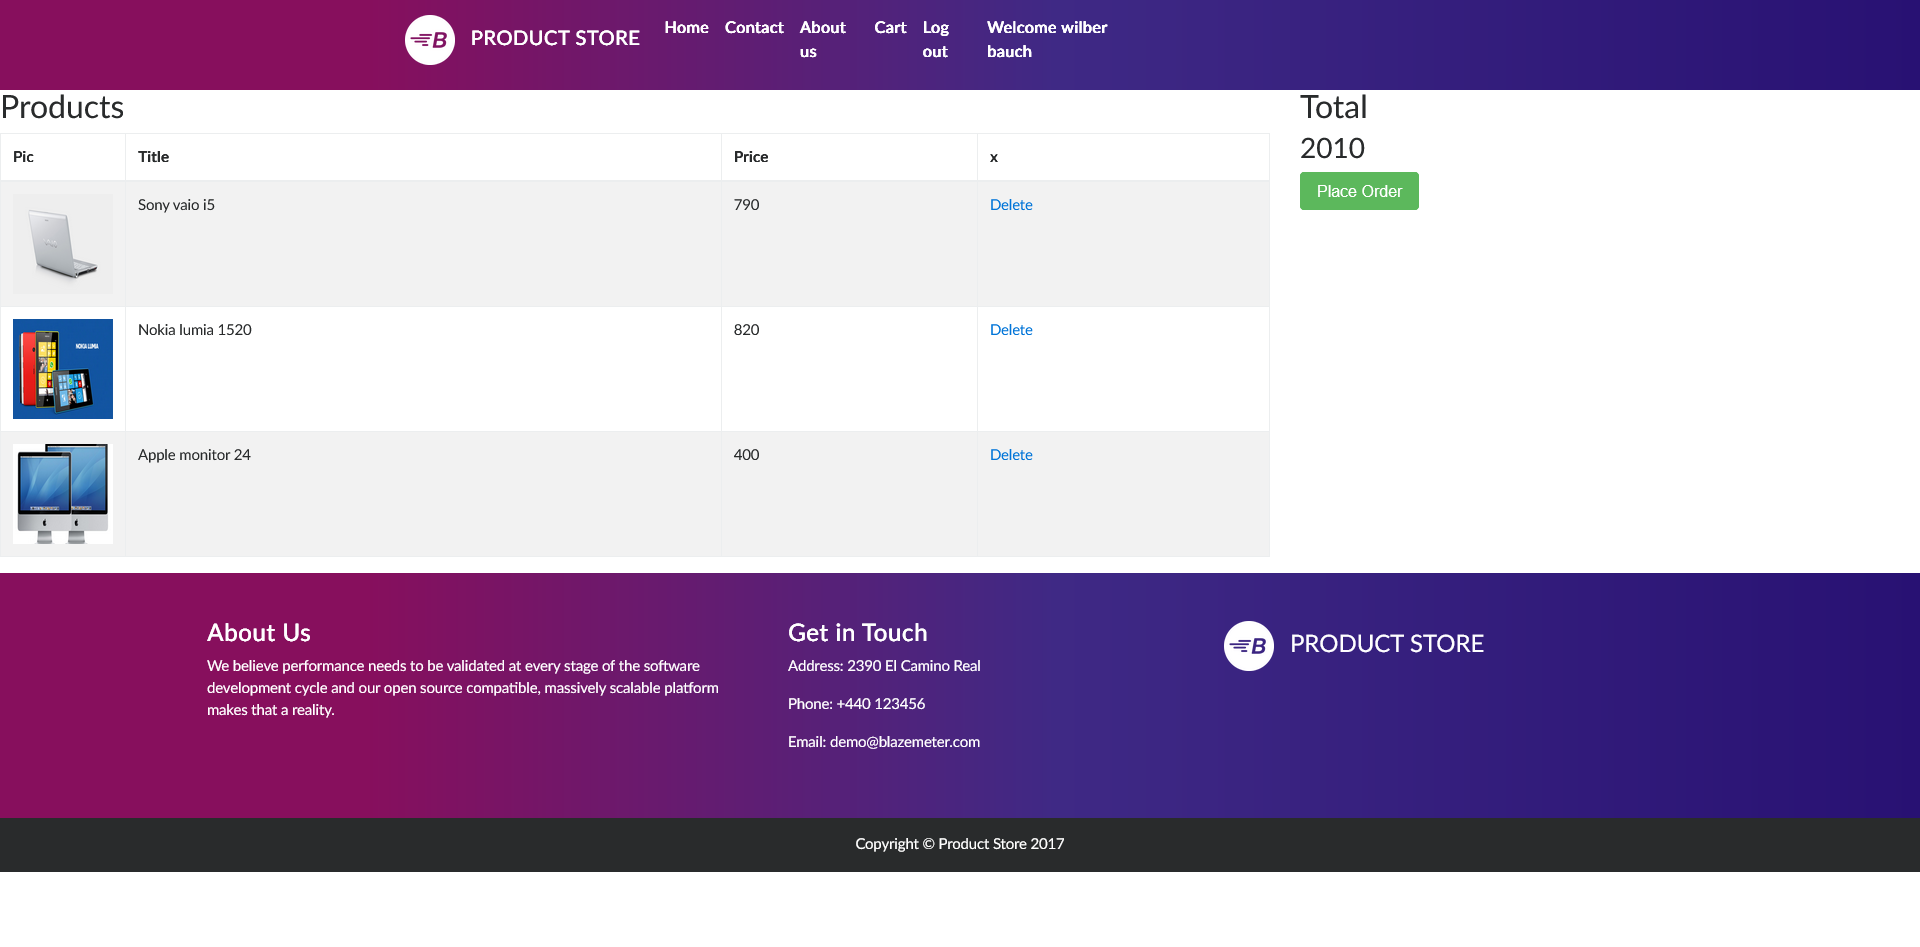 B PRODUCT STORE Home Contact About us Cart Log out Welcome wilber bauch
Products
Pic Title Price x
Sony vaio i5 790 Delete
NOKIA LUMIA
Nokia lumia 1520 820 Delete
Apple monitor 24 400 Delete
Total
2010
Place Order
About Us
We believe performance needs to be validated at every stage of the software
development cycle and our open source compatible, massively scalable platform
makes that a reality.
Get in Touch
Address: 2390 El Camino Real
Phone: +440 123456
Email: demo@blazemeter.com
B PRODUCT STORE
Copyright © Product Store 2017